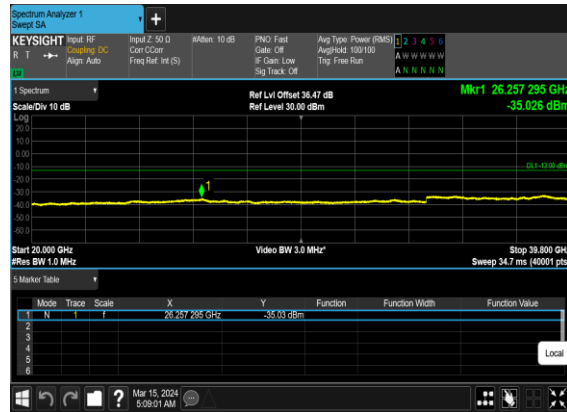 Spectrum Analyzer 1
Swept SA
KEYSIGHT Input: RF Input Z: 50 Ω #Atten: 10 dB PNO: Fast Avg Type: Power (RMS) 1 2 3 4 5 6
R T Coupling: DC Corr CCorr Gate: Off Avg|Hold: 100/100 A W W W W W
Align: Auto Freq Ref: Int (S) IF Gain: Low Trig: Free Run
Sig Track: Off A N N N N N
1 Spectrum Ref Lvl Offset 36.47 dB Mkr1 26.257 295 GHz
Scale/Div 10 dB Ref Level 30.00 dBm -35.026 dBm
Log
20.0
10.0
0.00
-10.0
DL1 -13.00 dBm
-20.0
-30.0
1
-40.0
-50.0
-60.0
Start 20.000 GHz Video BW 3.0 MHz* Stop 39.800 GHz
#Res BW 1.0 MHz Sweep 34.7 ms (40001 pts)
5 Marker Table
Mode Trace Scale X Y Function Function Width Function Value
1 N 1 f 26.257 295 GHz -35.03 dBm
2
3
4
5
6
Local
Mar 15, 2024
5:09:01 AM